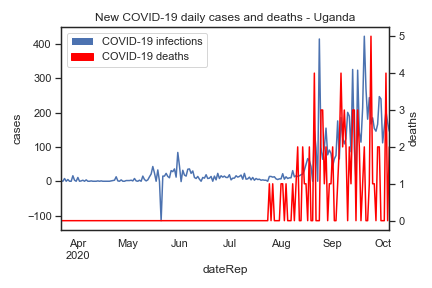 New COVID-19 daily cases and deaths - Uganda
COVID-19 infections
COVID-19 deaths
400
300
200
100
0
−100
cases
5
4
3
2
1
0
deaths
Apr May Jun Jul Aug Sep Oct
2020
dateRep